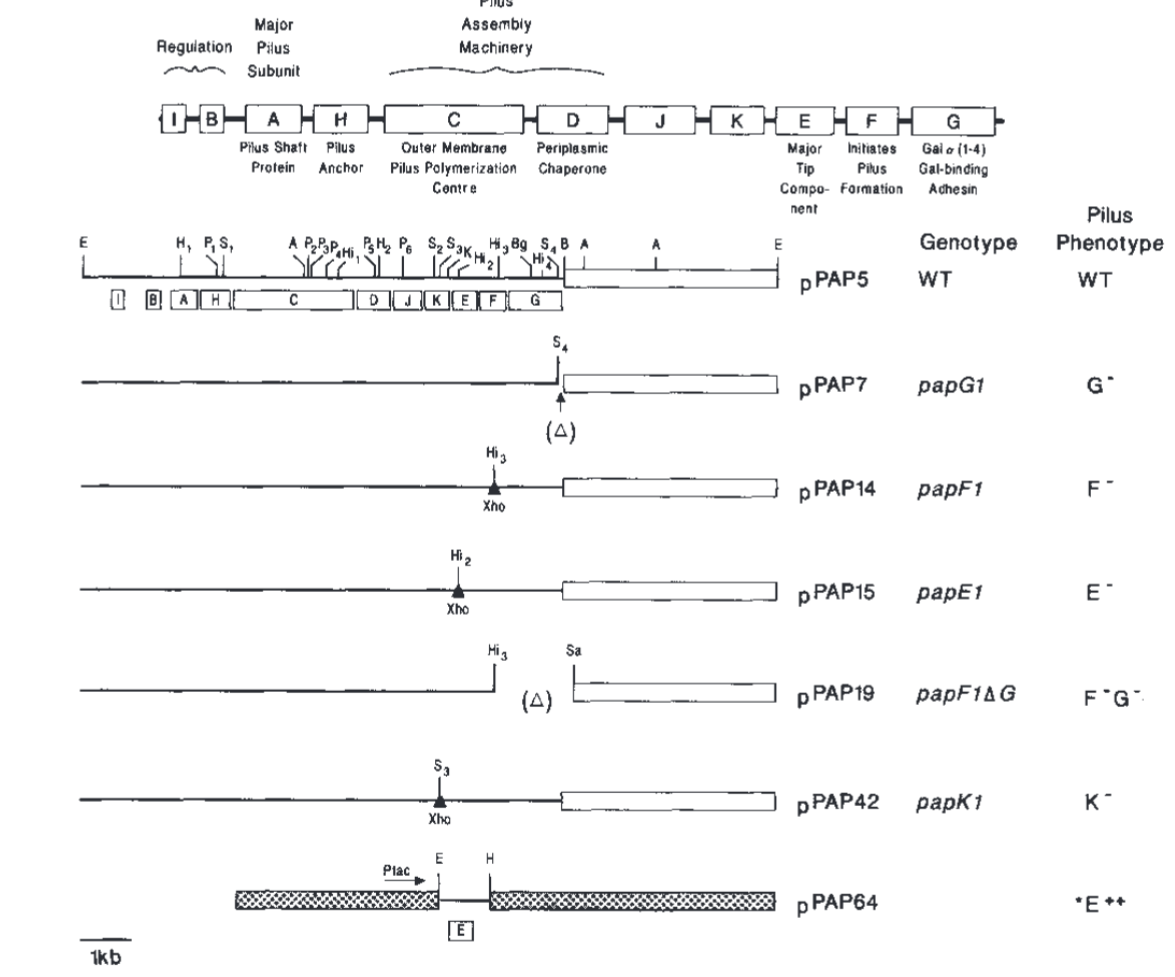 Pilus
Major Assembly
Regulation Pilus Machinery
Subunit
I B A H C D J K E F G
Pilus Shaft Pilus Outer Membrane Periplasmic Major Initiates Gal α (1-4)
Protein Anchor Pilus Polymerization Chaperone Tip Pilus Gal-binding
Centre Compo- Formation Adhesin
nent
Pilus
Genotype Phenotype
E H₁ P₁ S₁ A P₂ P₃ P₄ Hi₁ P₅ H₂ P₆ S₂ S₃ K Hi₂ Hi₃ Bg Hi₄ S₄ B A A E
pPAP5 WT WT
I B A H C D J K E F G
S₄
pPAP7 papG1 G⁻
(Δ)
Hi₃
pPAP14 papF1 F⁻
Xho
Hi₂
pPAP15 papE1 E⁻
Xho
Hi₃ Sa
(Δ) pPAP19 papF1ΔG F⁻G⁻
S₃
pPAP42 papK1 K⁻
Xho
Ptac E H
pPAP64 *E⁺⁺
E
1kb